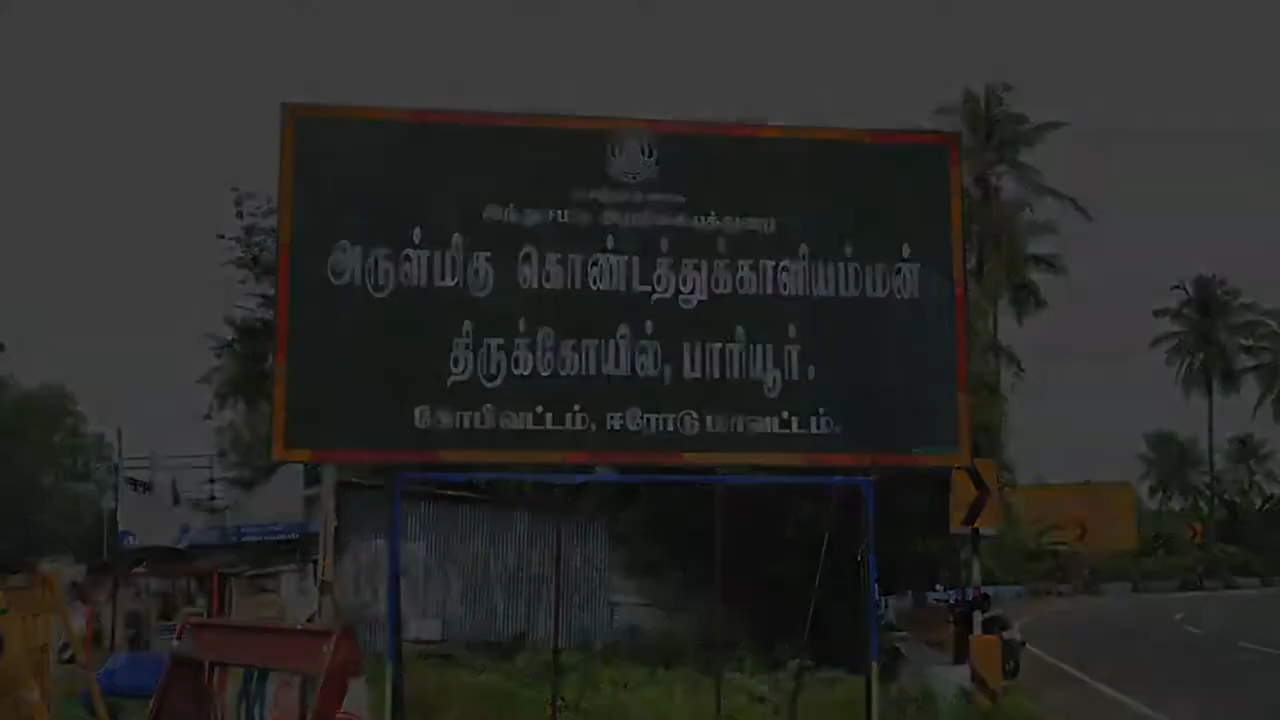 அருள்மிகு கொண்டத்துக்காளியம்மன்
திருக்கோயில், பாரியூர்.
கோபிவட்டம், ஈரோடு மாவட்டம்.